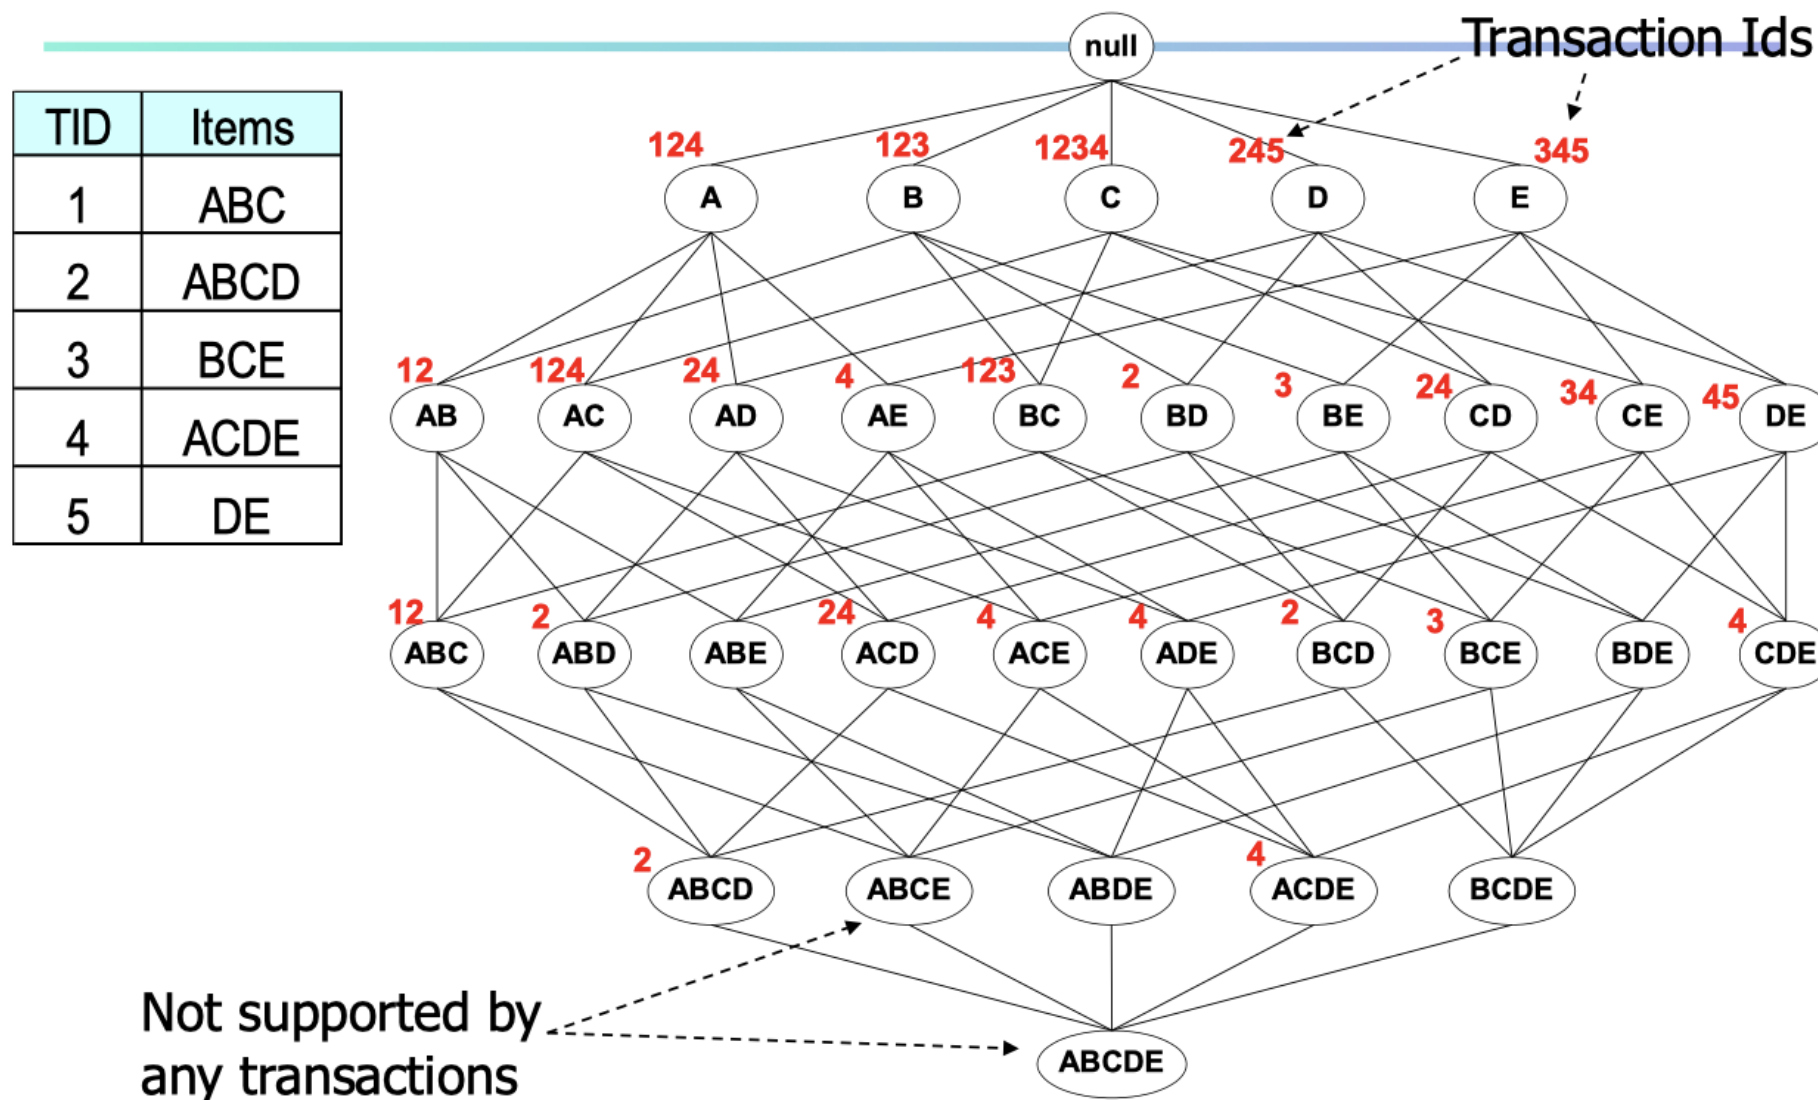 null
Transaction Ids
TID Items
1 ABC
2 ABCD
3 BCE
4 ACDE
5 DE
124 123 1234 245 345
A B C D E
12 124 24 4 123 2 3 24 34 45
AB AC AD AE BC BD BE CD CE DE
12 2 24 4 4 2 3 4
ABC ABD ABE ACD ACE ADE BCD BCE BDE CDE
2 4
ABCD ABCE ABDE ACDE BCDE
Not supported by
any transactions
ABCDE